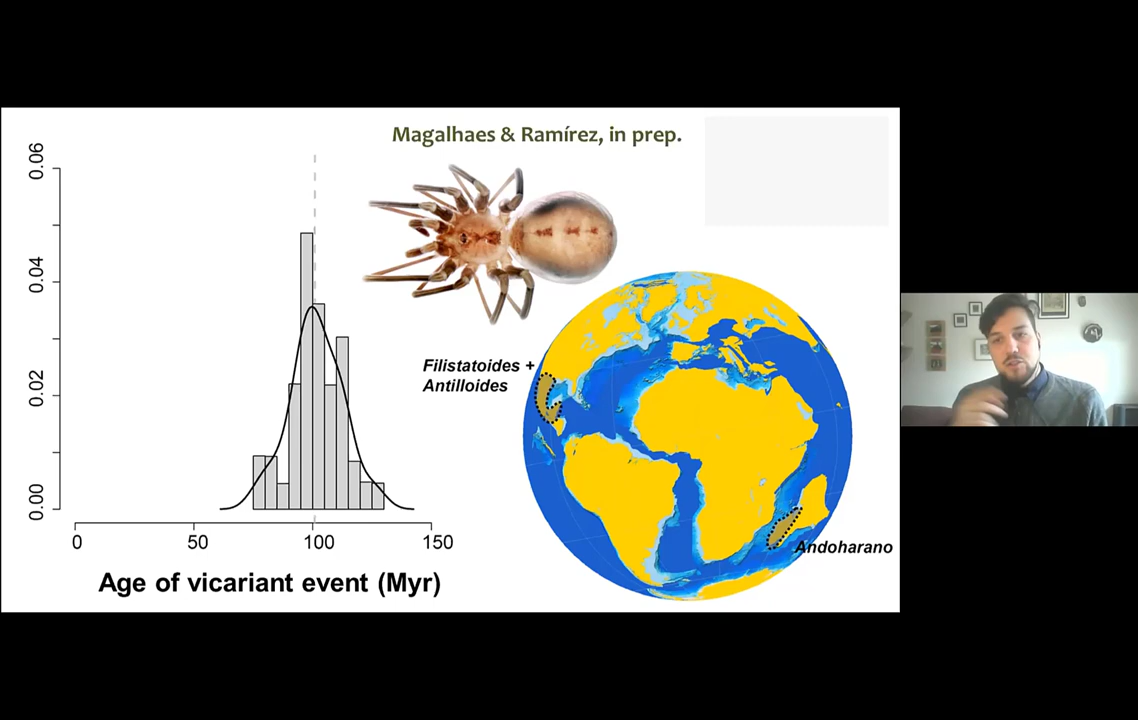 Magalhaes & Ramírez, in prep.
0.06
0.04
0.02
0.00
0
50
100
150
Age of vicariant event (Myr)
Filistatoides +
Antilloides
Andoharano